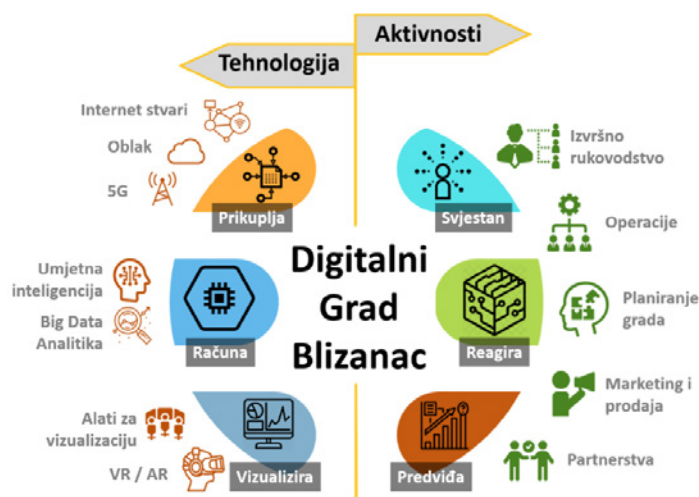 Aktivnosti
Tehnologija
Internet stvari
Oblak
5G
Prikuplja
Umjetna
inteligencija
Big Data
Analitika
Računa
Alati za
vizualizaciju
VR / AR
Vizualizira
Digitalni
Grad
Blizanac
Svjestan
Izvršno
rukovodstvo
Operacije
Reagira
Planiranje
grada
Marketing i
prodaja
Predviđa
Partnerstva